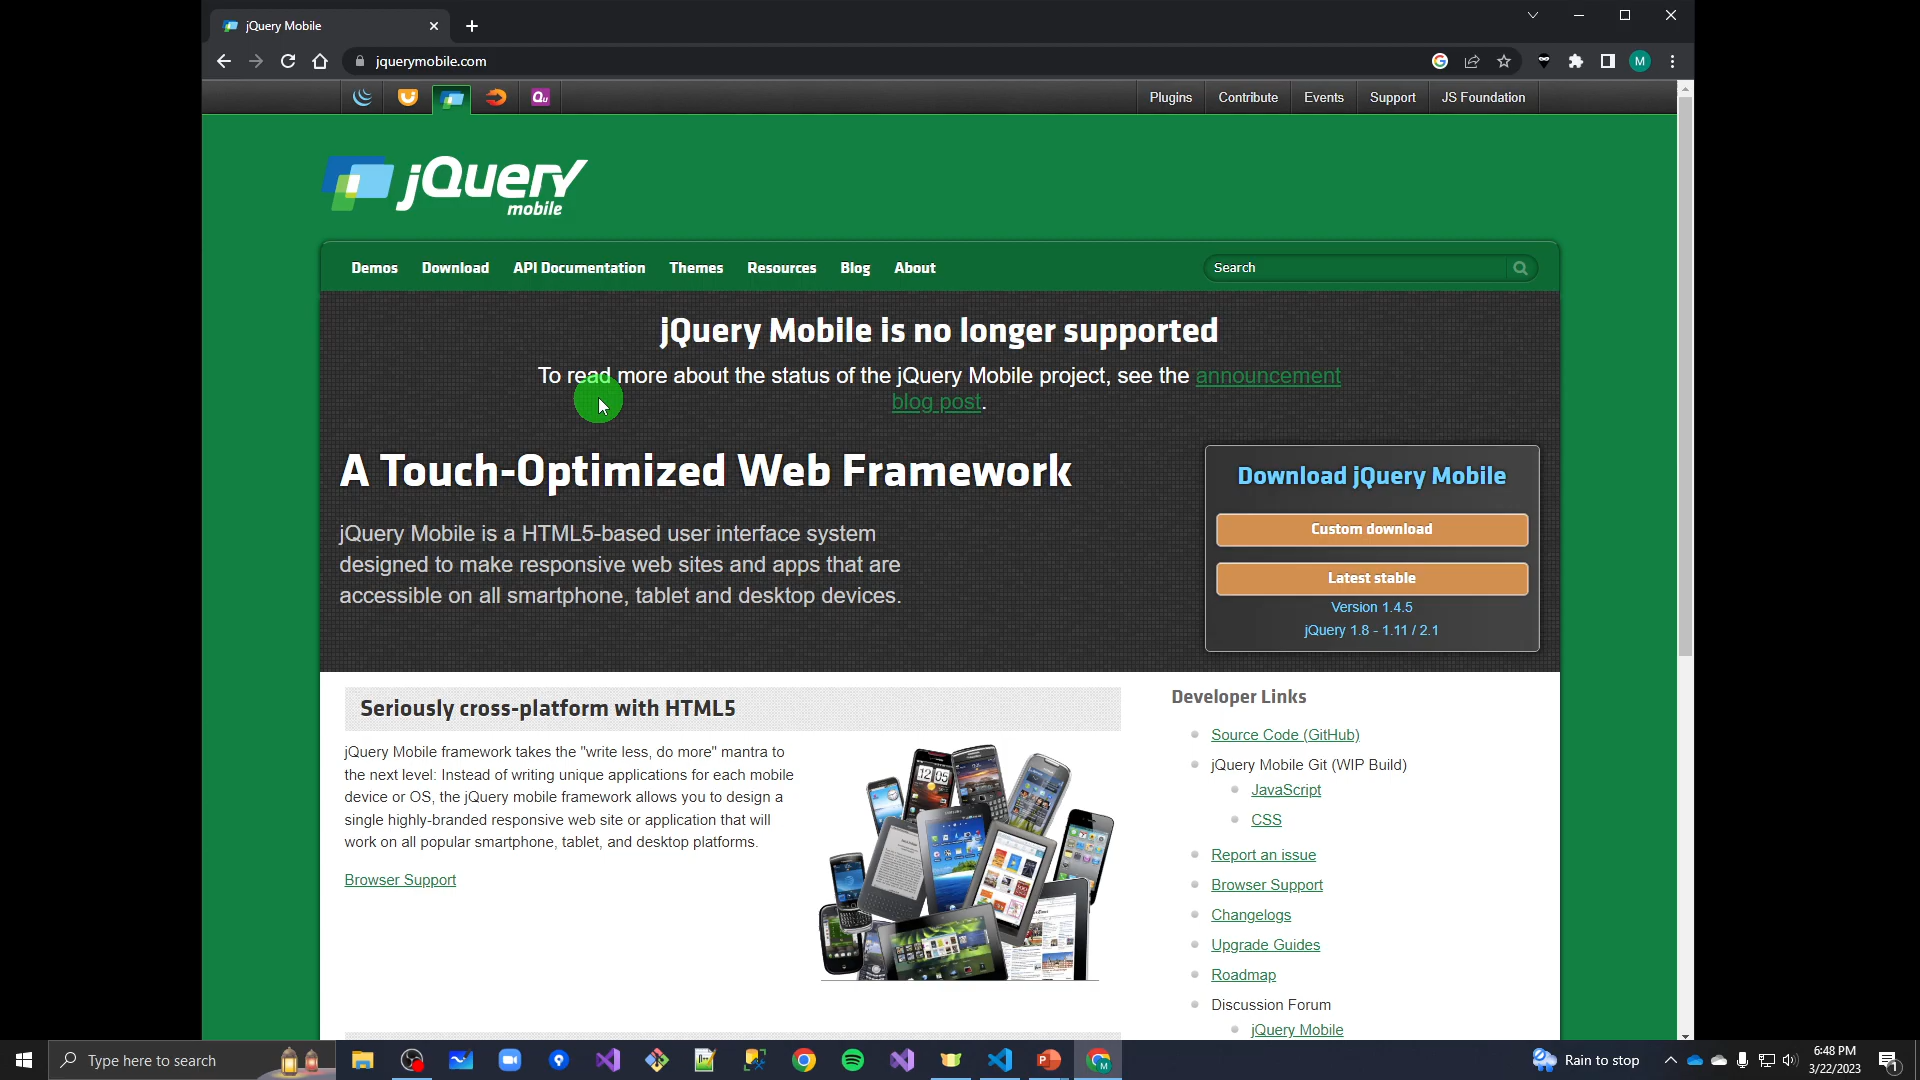 jQuery Mobile
jquerymobile.com
M
Qu
Plugins
Contribute
Events
Support
JS Foundation
jQuery
mobile
Demos
Download
API Documentation
Themes
Resources
Blog
About
Search
jQuery Mobile is no longer supported
To read more about the status of the jQuery Mobile project, see the announcement
blog post.
A Touch-Optimized Web Framework
jQuery Mobile is a HTML5-based user interface system
designed to make responsive web sites and apps that are
accessible on all smartphone, tablet and desktop devices.
Download jQuery Mobile
Custom download
Latest stable
Version 1.4.5
jQuery 1.8 - 1.11 / 2.1
Seriously cross-platform with HTML5
jQuery Mobile framework takes the "write less, do more" mantra to
the next level: Instead of writing unique applications for each mobile
device or OS, the jQuery mobile framework allows you to design a
single highly-branded responsive web site or application that will
work on all popular smartphone, tablet, and desktop platforms.
Browser Support
12:05
Developer Links
Source Code (GitHub)
jQuery Mobile Git (WIP Build)
JavaScript
CSS
Report an issue
Browser Support
Changelogs
Upgrade Guides
Roadmap
Discussion Forum
jQuery Mobile
Type here to search
Rain to stop
6:48 PM
3/22/2023
1